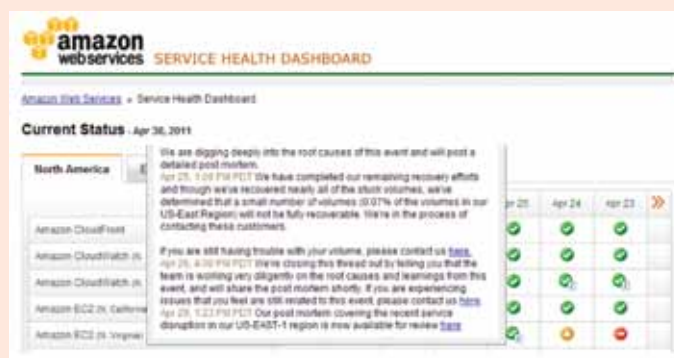 amazon
webservices SERVICE HEALTH DASHBOARD
Amazon Web Services » Service Health Dashboard
Current Status - Apr 30, 2011
North America
We are digging deeply into the root causes of this event and will post a
detailed post mortem.
Apr 25, PM PDT We have completed our remaining recovery efforts
and though we've recovered nearly all of the stuck volumes, we've
determined that a small number of volumes (0.07% of the volumes in our
US-East Region) will not be fully recoverable. We're in the process of
contacting these customers.
If you are still having trouble with your volume, please contact us here.
PM PDT We're closing this thread out by telling you that the
team is working very diligently on the root causes and learnings from this
event, and will share the post mortem shortly. If you are experiencing
issues that you feel are still related to this event, please contact us here
Apr 29, PM PDT Our post mortem covering the recent service
disruption in our US-EAST-1 region is now available for review here
Apr 24
Apr 23
Amazon CloudFront
Amazon CloudWatch (N.
Amazon CloudWatch (N.
Amazon EC2 (N. California
Amazon EC2 (N. Virginia)